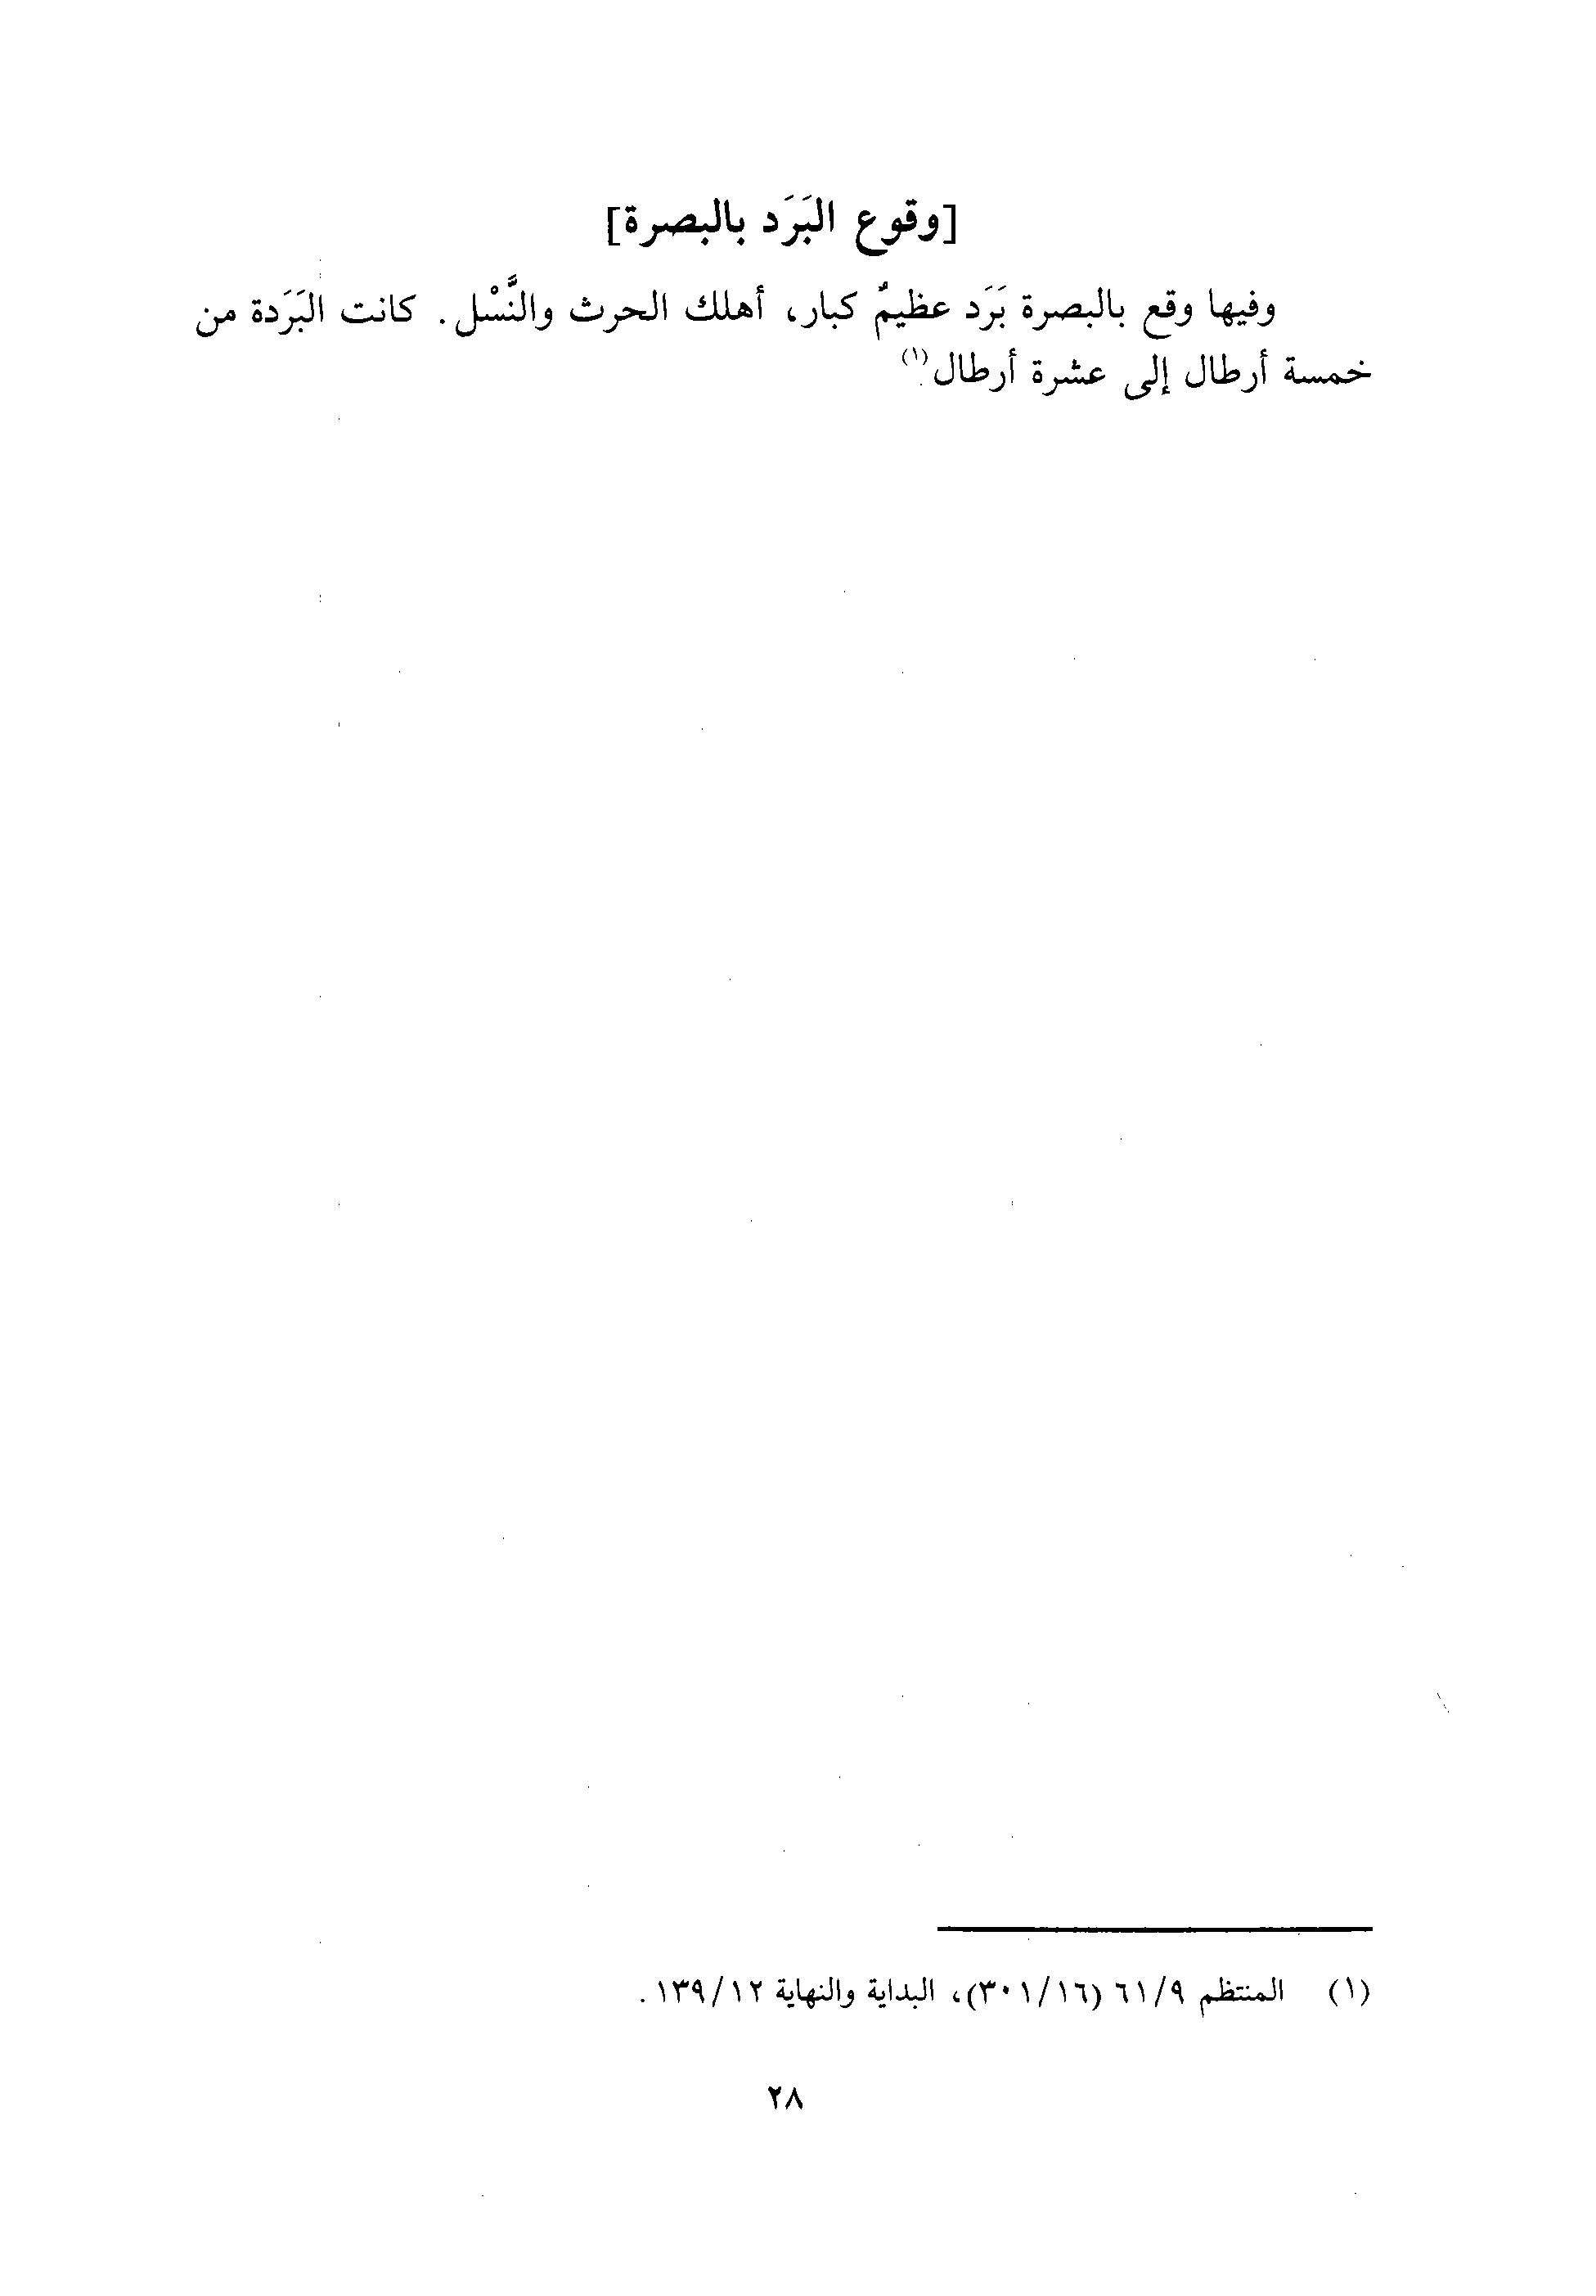 [وقوع البَرَد بالبصرة]
وفيها وقع بالبصرة بَرَد عظيمٌ كبار، أهلك الحرث والنَّسْل. كانت البَرَدة من
خمسة أرطال إلى عشرة أرطال(١).
(١) المنتظم ٩/ ٦١ (١٦/ ٣٠١)، البداية والنهاية ١٢/ ١٣٩.
٢٨